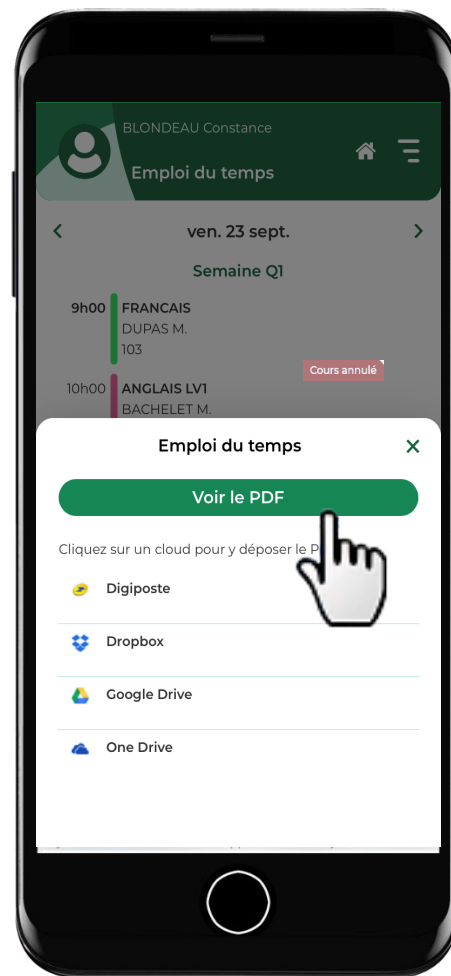 BLONDEAU Constance
Emploi du temps
ven. 23 sept.
Semaine Q1
9h00 FRANCAIS
DUPAS M.
103
Cours annulé
10h00 ANGLAIS LV1
BACHELET M.
Emploi du temps
Voir le PDF
Cliquez sur un cloud pour y déposer le P
Digiposte
Dropbox
Google Drive
One Drive